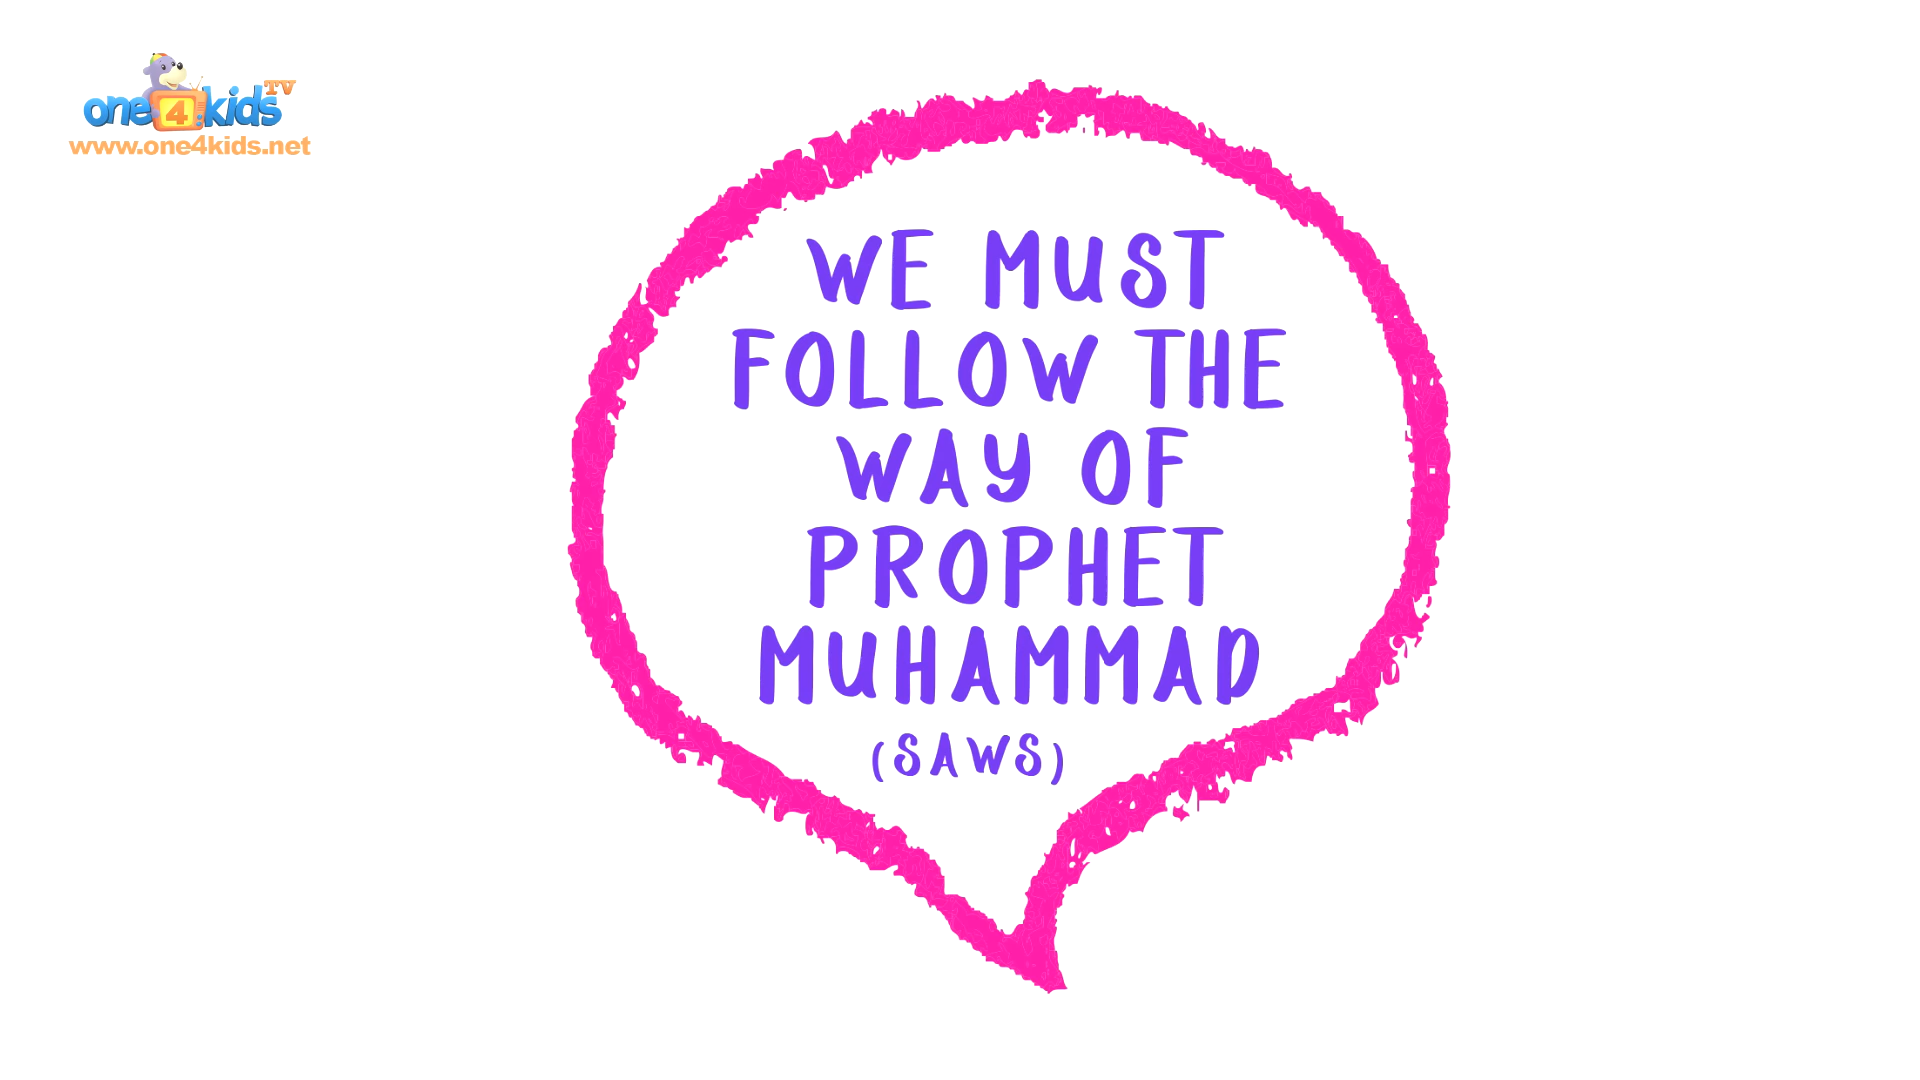 one4kids TV
www.one4kids.net
WE MUST
FOLLOW THE
WAY OF
PROPHET
MUHAMMAD
(SAWS)